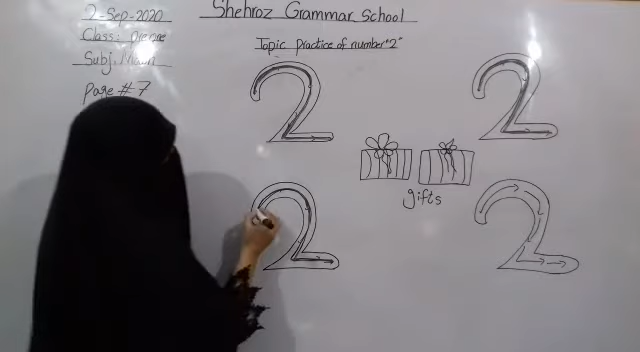 2-Sep-2020
Shehroz Grammar School
Class: pre one
Subj. Math
Topic practice of number "2"
Page # 7
2 2
gifts
2 2